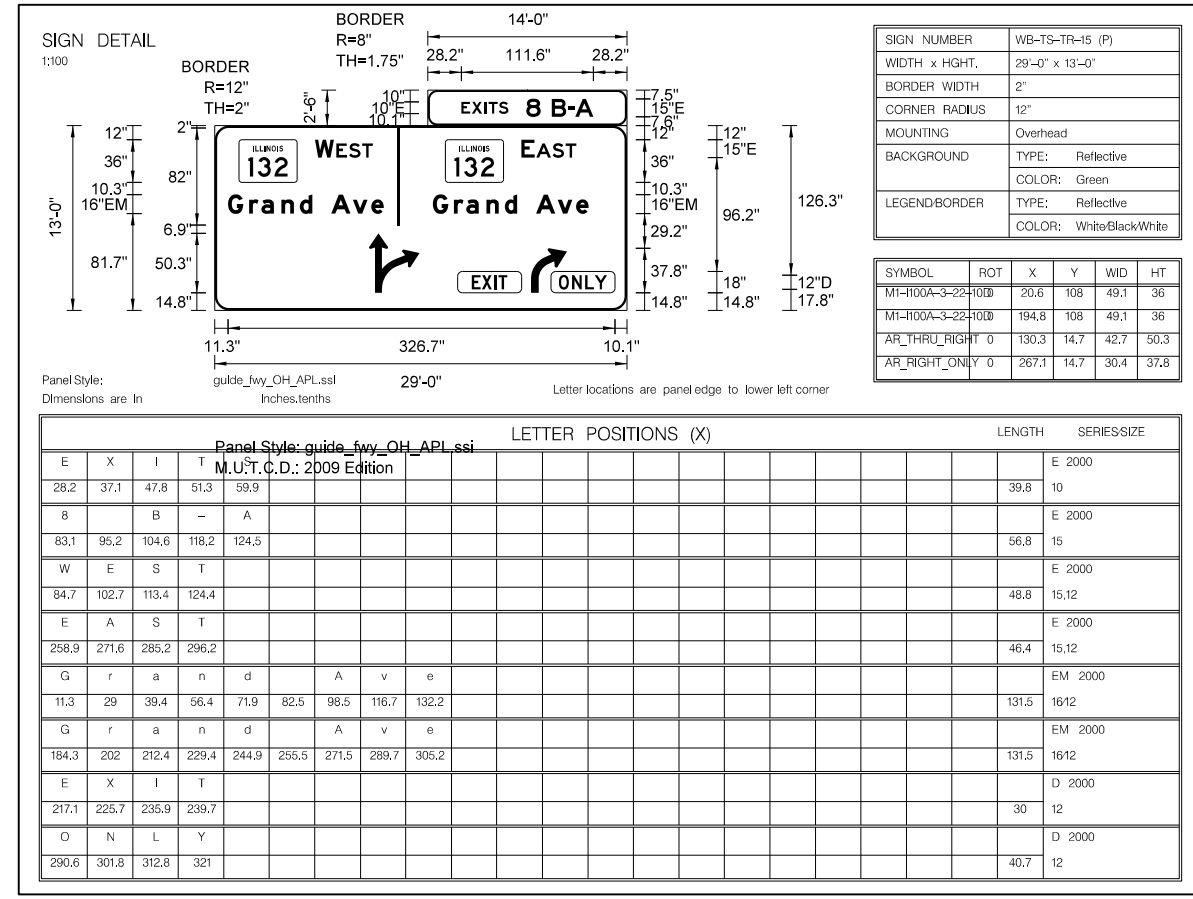 SIGN DETAIL
1:100
BORDER
R=12"
TH=2"
BORDER
R=8"
TH=1.75"
14'-0"
28.2" 111.6" 28.2"
2'-6"
10"
10"E
10.1"
EXITS 8 B-A
7.5"
15"E
7.6"
13'-0"
12"
36"
10.3"
16"EM
81.7"
2"
82"
6.9"
50.3"
14.8"
ILLINOIS
132
WEST
Grand Ave
ILLINOIS
132
EAST
Grand Ave
EXIT ONLY
12"
36"
10.3"
16"EM
29.2"
37.8"
14.8"
12"
15"E
96.2"
18"
14.8"
126.3"
12"D
17.8"
11.3" 326.7" 10.1"
29'-0"
Panel Style: guide_fwy_OH_APL.ssi
Dimensions are in inches.tenths
Letter locations are panel edge to lower left corner
SIGN NUMBER WB-TS-TR-15 (P)
WIDTH x HGHT. 29'-0" x 13'-0"
BORDER WIDTH 2"
CORNER RADIUS 12"
MOUNTING Overhead
BACKGROUND TYPE: Reflective
COLOR: Green
LEGEND/BORDER TYPE: Reflective
COLOR: White/Black/White
SYMBOL ROT X Y WID HT
M1-I100A-3-22-10D 0 20.6 108 49.1 36
M1-I100A-3-22-10D 0 194.8 108 49.1 36
AR_THRU_RIGHT 0 130.3 14.7 42.7 50.3
AR_RIGHT_ONLY 0 267.1 14.7 30.4 37.8
LETTER POSITIONS (X) LENGTH SERIES/SIZE
Panel Style: guide_fwy_OH_APL.ssi
M.U.T.C.D.: 2009 Edition
E X I T S E 2000
28.2 37.1 47.8 51.3 59.9 39.8 10
8 B - A E 2000
83.1 95.2 104.6 118.2 124.5 56.8 15
W E S T E 2000
84.7 102.7 113.4 124.4 48.8 15,12
E A S T E 2000
258.9 271.6 285.2 296.2 46.4 15,12
G r a n d A v e EM 2000
11.3 29 39.4 56.4 71.9 82.5 98.5 116.7 132.2 131.5 16/12
G r a n d A v e EM 2000
184.3 202 212.4 229.4 244.9 255.5 271.5 289.7 305.2 131.5 16/12
E X I T D 2000
217.1 225.7 235.9 239.7 30 12
O N L Y D 2000
290.6 301.8 312.8 321 40.7 12